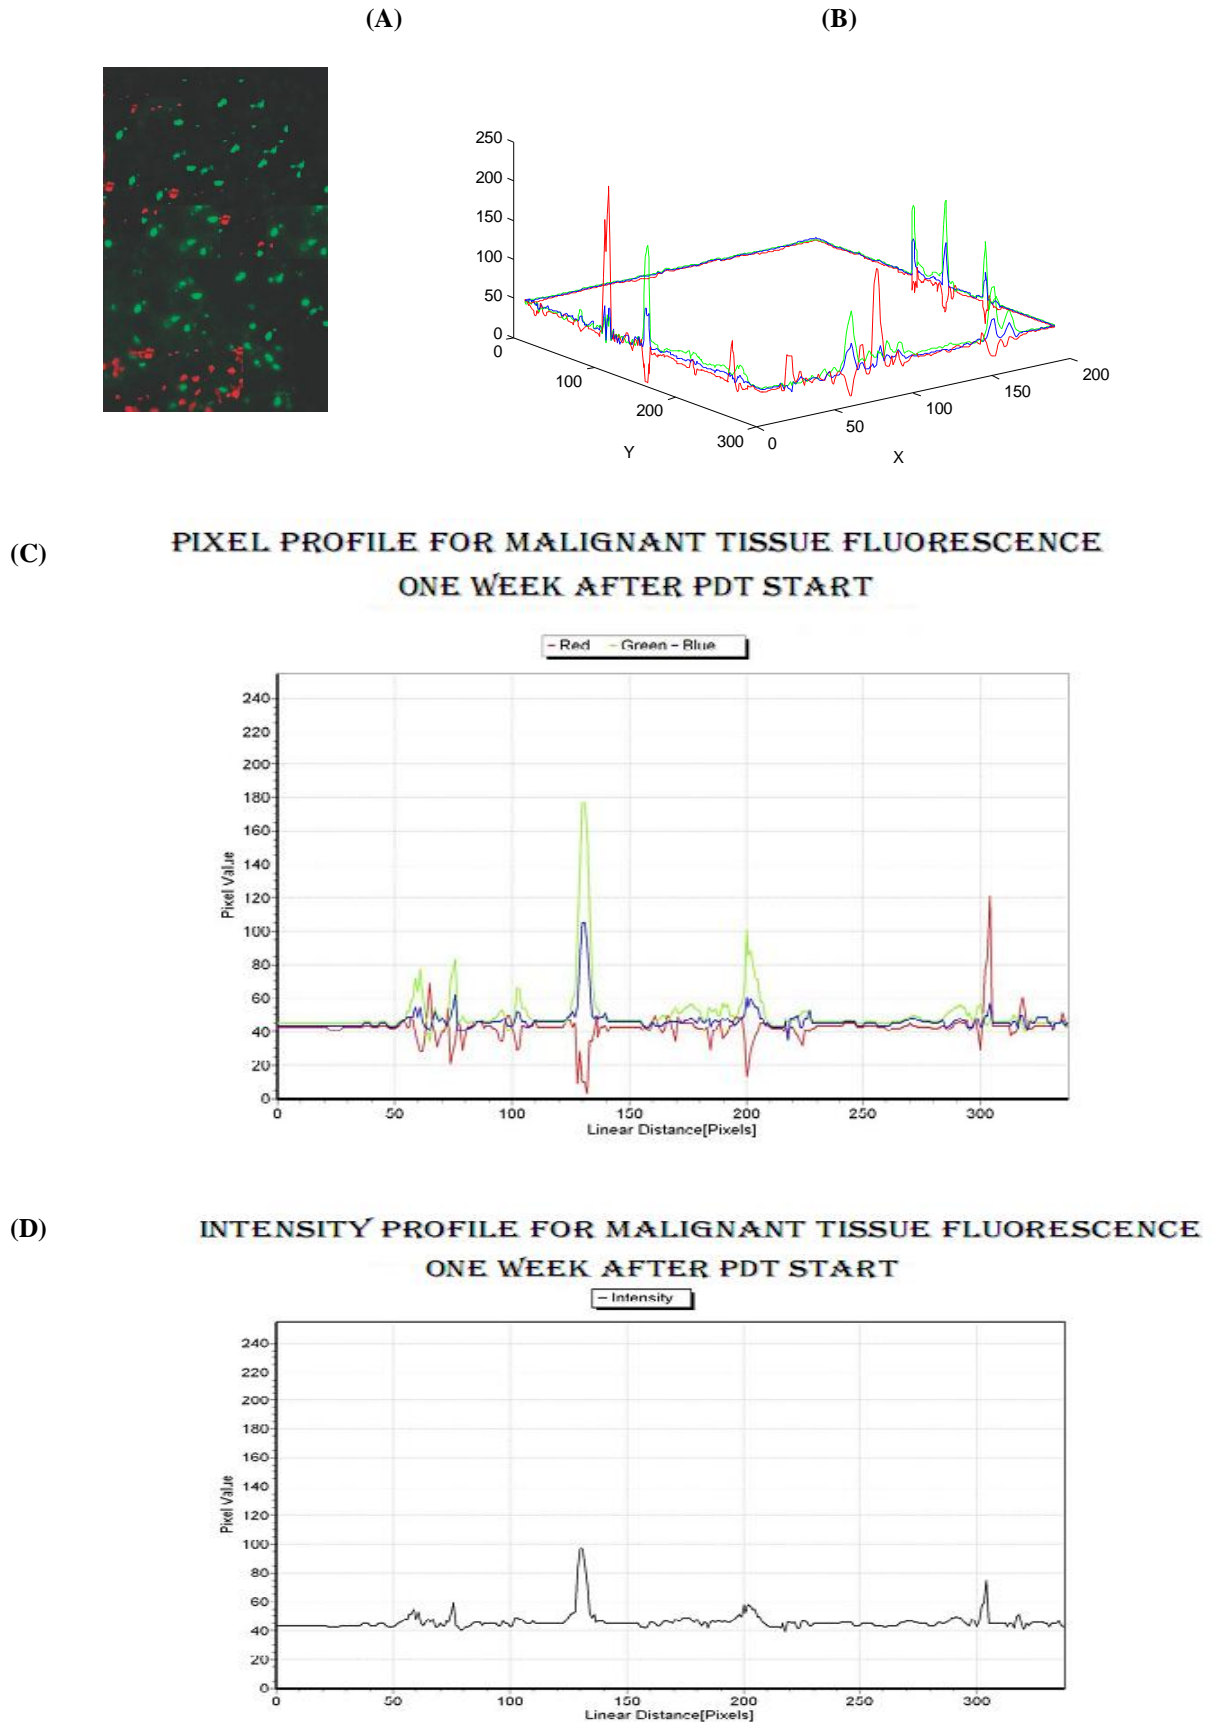 (A) (B)
250
200
150
100
50
0
0
100
200
300
Y
0
50
100
150
200
X
(C)
PIXEL PROFILE FOR MALIGNANT TISSUE FLUORESCENCE
ONE WEEK AFTER PDT START
Red Green Blue
240
220
200
180
160
140
120
100
80
60
40
20
0
Pixel Value
0 50 100 150 200 250 300
Linear Distance[Pixels]
(D)
INTENSITY PROFILE FOR MALIGNANT TISSUE FLUORESCENCE
ONE WEEK AFTER PDT START
Intensity
240
220
200
180
160
140
120
100
80
60
40
20
0
Pixel Value
0 50 100 150 200 250 300
Linear Distance[Pixels]